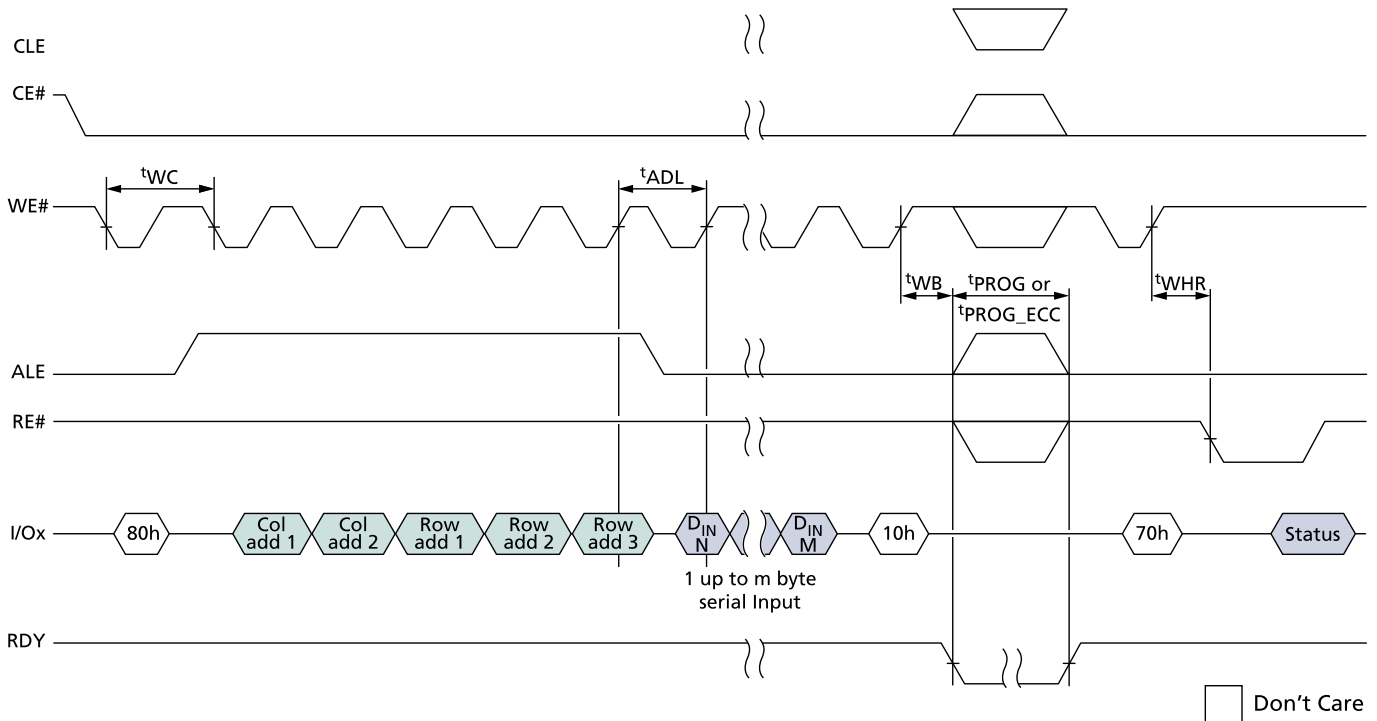 CLE
CE#
tWC
tADL
WE#
tWB
tPROG or
tPROG_ECC
tWHR
ALE
RE#
I/Ox
80h
Col
add 1
Col
add 2
Row
add 1
Row
add 2
Row
add 3
DIN
N
DIN
M
10h
70h
Status
1 up to m byte
serial Input
RDY
Don't Care